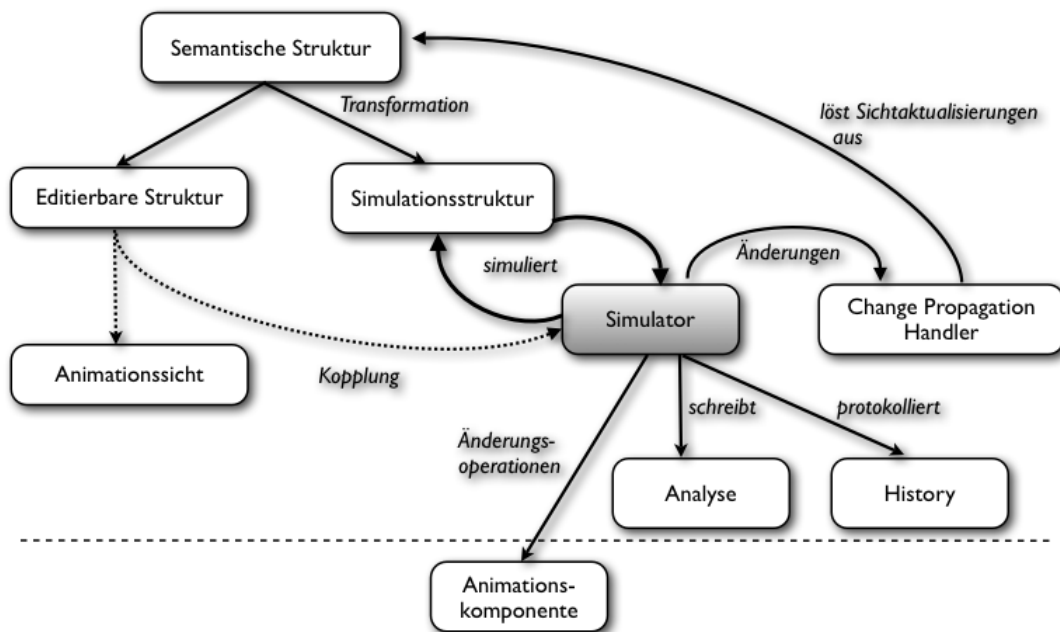 Semantische Struktur
Transformation
löst Sichtaktualisierungen
aus
Editierbare Struktur
Simulationsstruktur
simuliert
Änderungen
Simulator
Change Propagation
Handler
Animationssicht
Kopplung
schreibt
protokolliert
Änderungs-
operationen
Analyse
History
Animations-
komponente